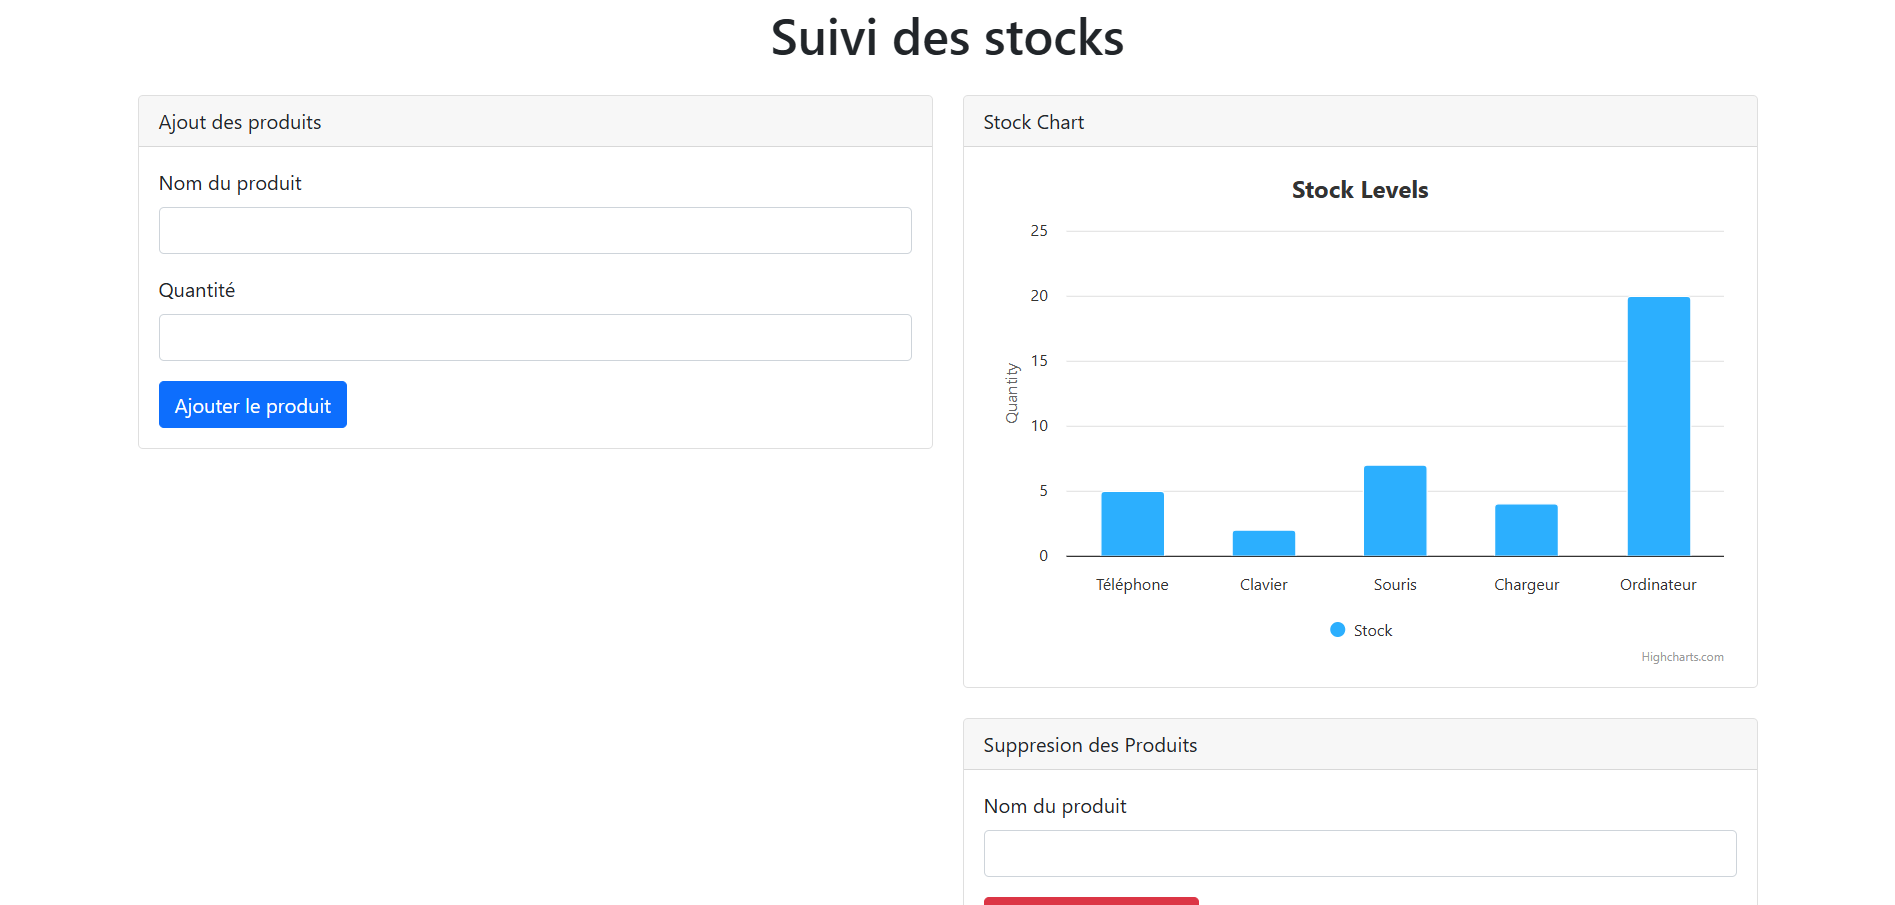 Suivi des stocks
Ajout des produits
Nom du produit
Quantité
Ajouter le produit
Stock Chart
Stock Levels
25
20
15
10
5
0
Quantity
Téléphone Clavier Souris Chargeur Ordinateur
Stock
Highcharts.com
Suppresion des Produits
Nom du produit